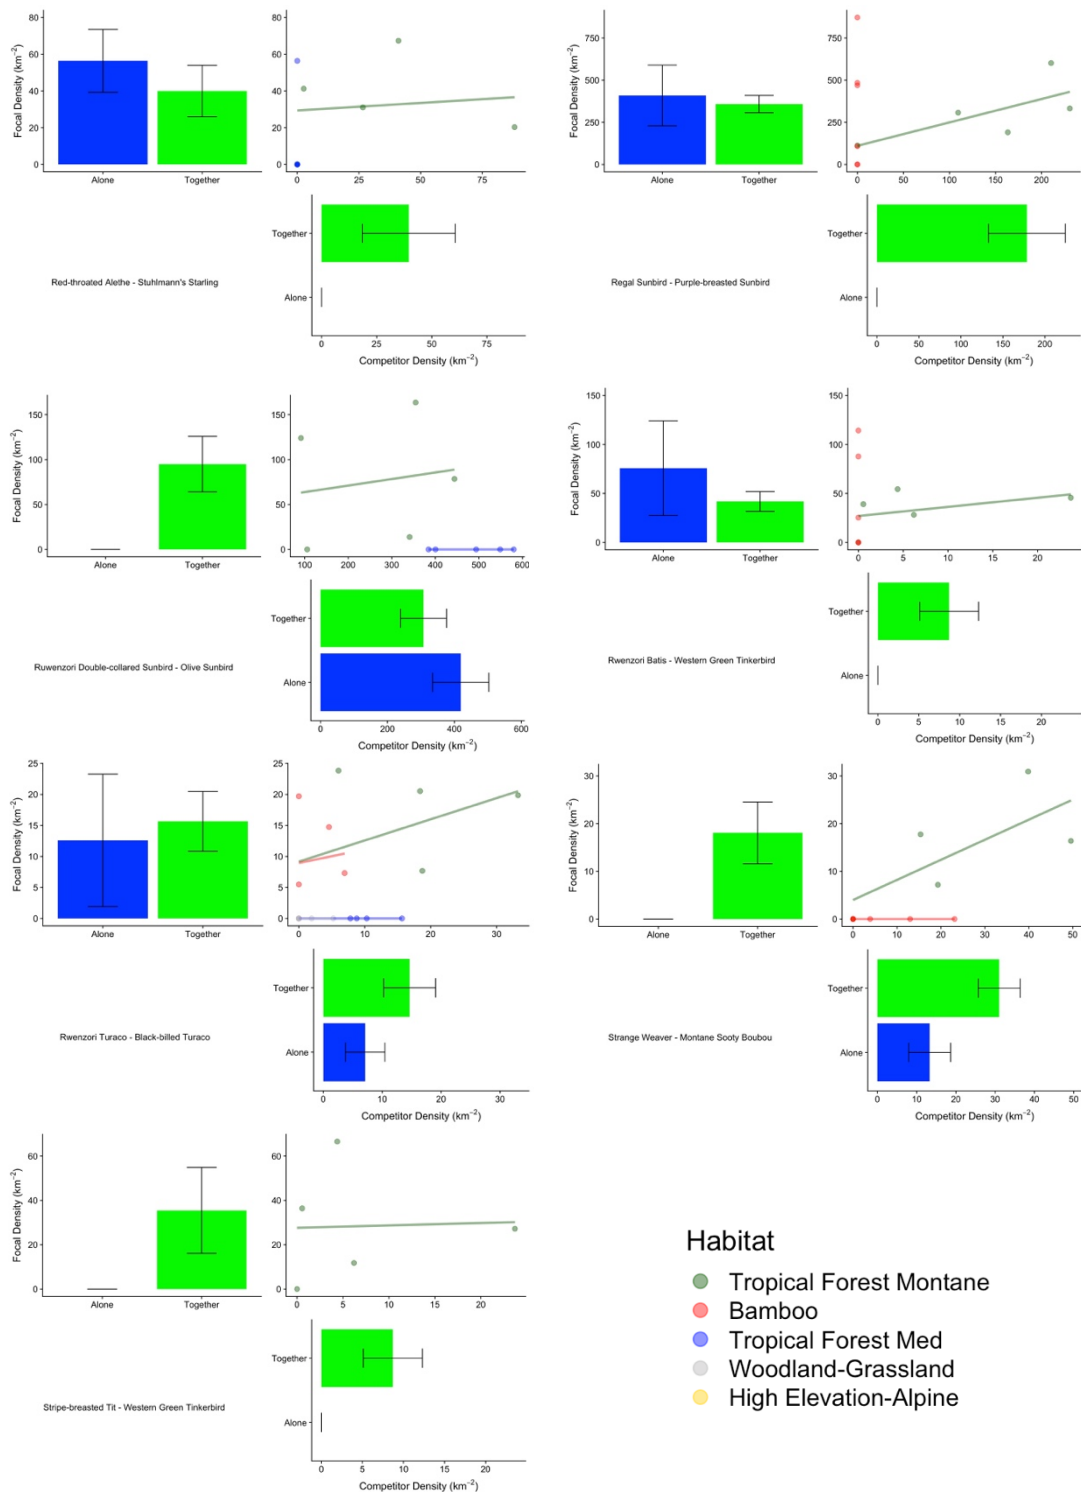 80
60
40
20
0
Focal Density (km⁻²)
Alone
Together
80
60
40
20
0
0
25
50
75
Together
Alone
0
25
50
75
Competitor Density (km⁻²)
Red-throated Alethe - Stuhlmann's Starling
750
500
250
0
Focal Density (km⁻²)
Alone
Together
750
500
250
0
0
50
100
150
200
Together
Alone
0
50
100
150
200
Competitor Density (km⁻²)
Regal Sunbird - Purple-breasted Sunbird
150
100
50
0
Focal Density (km⁻²)
Alone
Together
150
100
50
0
100
200
300
400
500
600
Together
Alone
0
200
400
600
Competitor Density (km⁻²)
Ruwenzori Double-collared Sunbird - Olive Sunbird
150
100
50
0
Focal Density (km⁻²)
Alone
Together
150
100
50
0
0
5
10
15
20
Together
Alone
0
5
10
15
20
Competitor Density (km⁻²)
Rwenzori Batis - Western Green Tinkerbird
25
20
15
10
5
0
Focal Density (km⁻²)
Alone
Together
25
20
15
10
5
0
0
10
20
30
Together
Alone
0
10
20
30
Competitor Density (km⁻²)
Rwenzori Turaco - Black-billed Turaco
30
20
10
0
Focal Density (km⁻²)
Alone
Together
30
20
10
0
0
10
20
30
40
50
Together
Alone
0
10
20
30
40
50
Competitor Density (km⁻²)
Strange Weaver - Montane Sooty Boubou
60
40
20
0
Focal Density (km⁻²)
Alone
Together
60
40
20
0
0
5
10
15
20
Together
Alone
0
5
10
15
20
Competitor Density (km⁻²)
Stripe-breasted Tit - Western Green Tinkerbird
Habitat
Tropical Forest Montane
Bamboo
Tropical Forest Med
Woodland-Grassland
High Elevation-Alpine